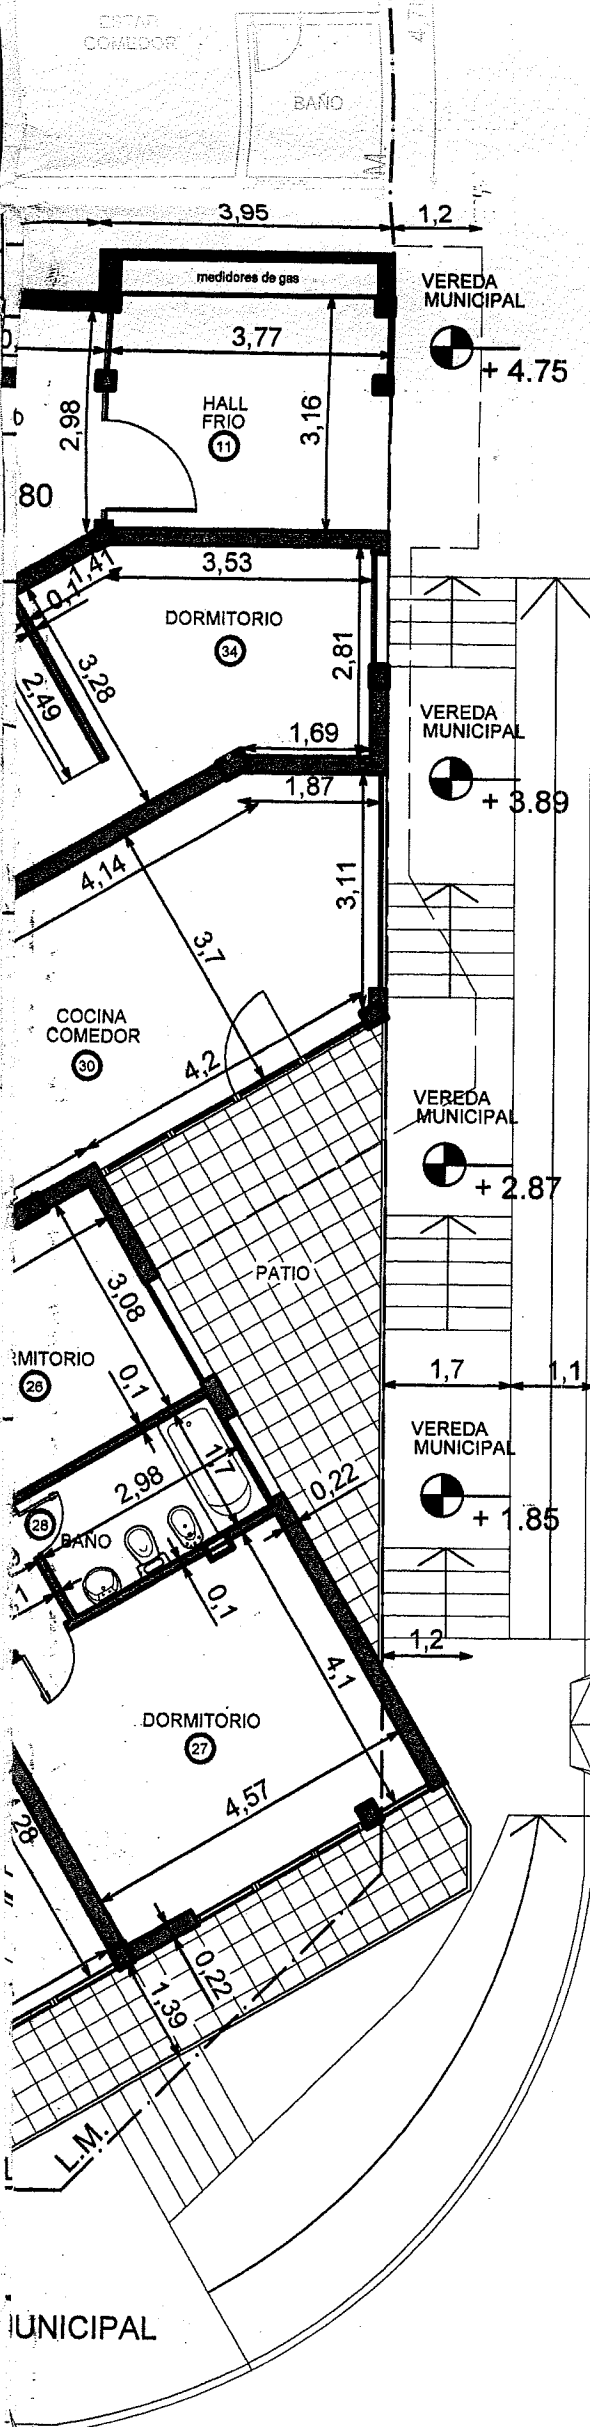 ESTAR
COMEDOR
BAÑO
3,95
1,2
medidores de gas
VEREDA
MUNICIPAL
+ 4.75
3,77
2,98
HALL
FRIO
11
3,16
80
1,41
0,1
3,53
DORMITORIO
34
2,81
3,28
2,49
1,69
1,87
VEREDA
MUNICIPAL
+ 3.89
4,14
3,11
3,7
COCINA
COMEDOR
30
4,2
VEREDA
MUNICIPAL
+ 2.87
PATIO
3,08
RMITORIO
26
0,1
1,7
1,1
VEREDA
MUNICIPAL
+ 1.85
2,98
1,7
0,22
28
BAÑO
0,1
1,2
4,1
DORMITORIO
27
4,57
28
0,22
1,39
L.M.
UNICIPAL